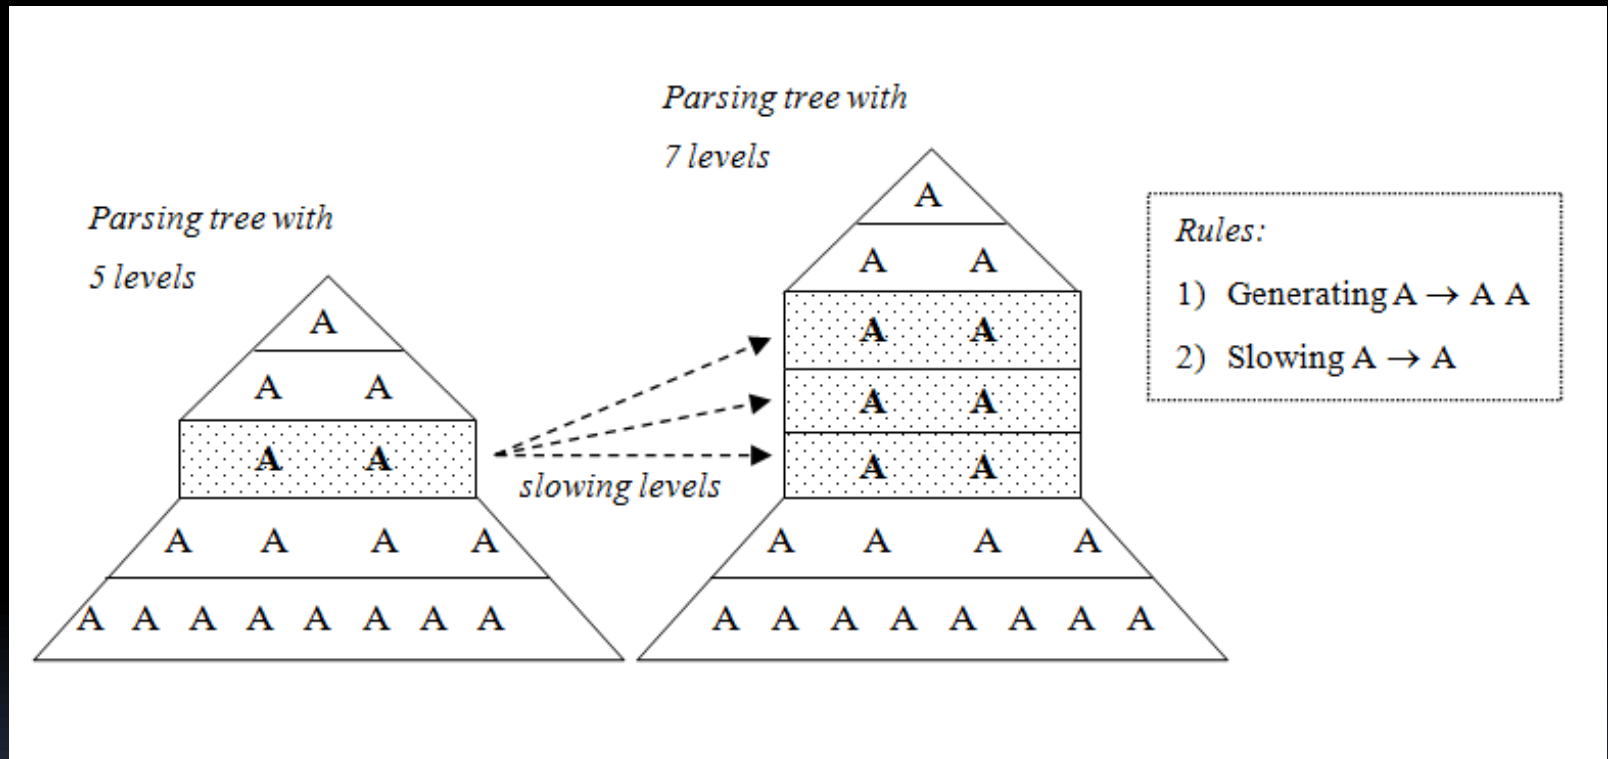 Parsing tree with
5 levels
A
A A
A A
A A A A
A A A A A A A A
slowing levels
Parsing tree with
7 levels
A
A A
A A
A A
A A
A A A A
A A A A A A A A
Rules:
1) Generating A → A A
2) Slowing A → A